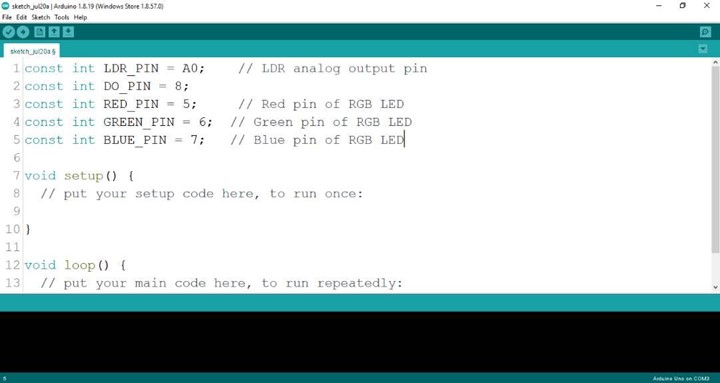 sketch_jul20a | Arduino 1.8.19 (Windows Store 1.8.57.0)
File Edit Sketch Tools Help
sketch_jul20a §
1 const int LDR_PIN = A0;    // LDR analog output pin
2 const int DO_PIN = 8;
3 const int RED_PIN = 5;     // Red pin of RGB LED
4 const int GREEN_PIN = 6;  // Green pin of RGB LED
5 const int BLUE_PIN = 7;   // Blue pin of RGB LED
6
7 void setup() {
8   // put your setup code here, to run once:
9
10 }
11
12 void loop() {
13   // put your main code here, to run repeatedly:
5 Arduino Uno on COM3